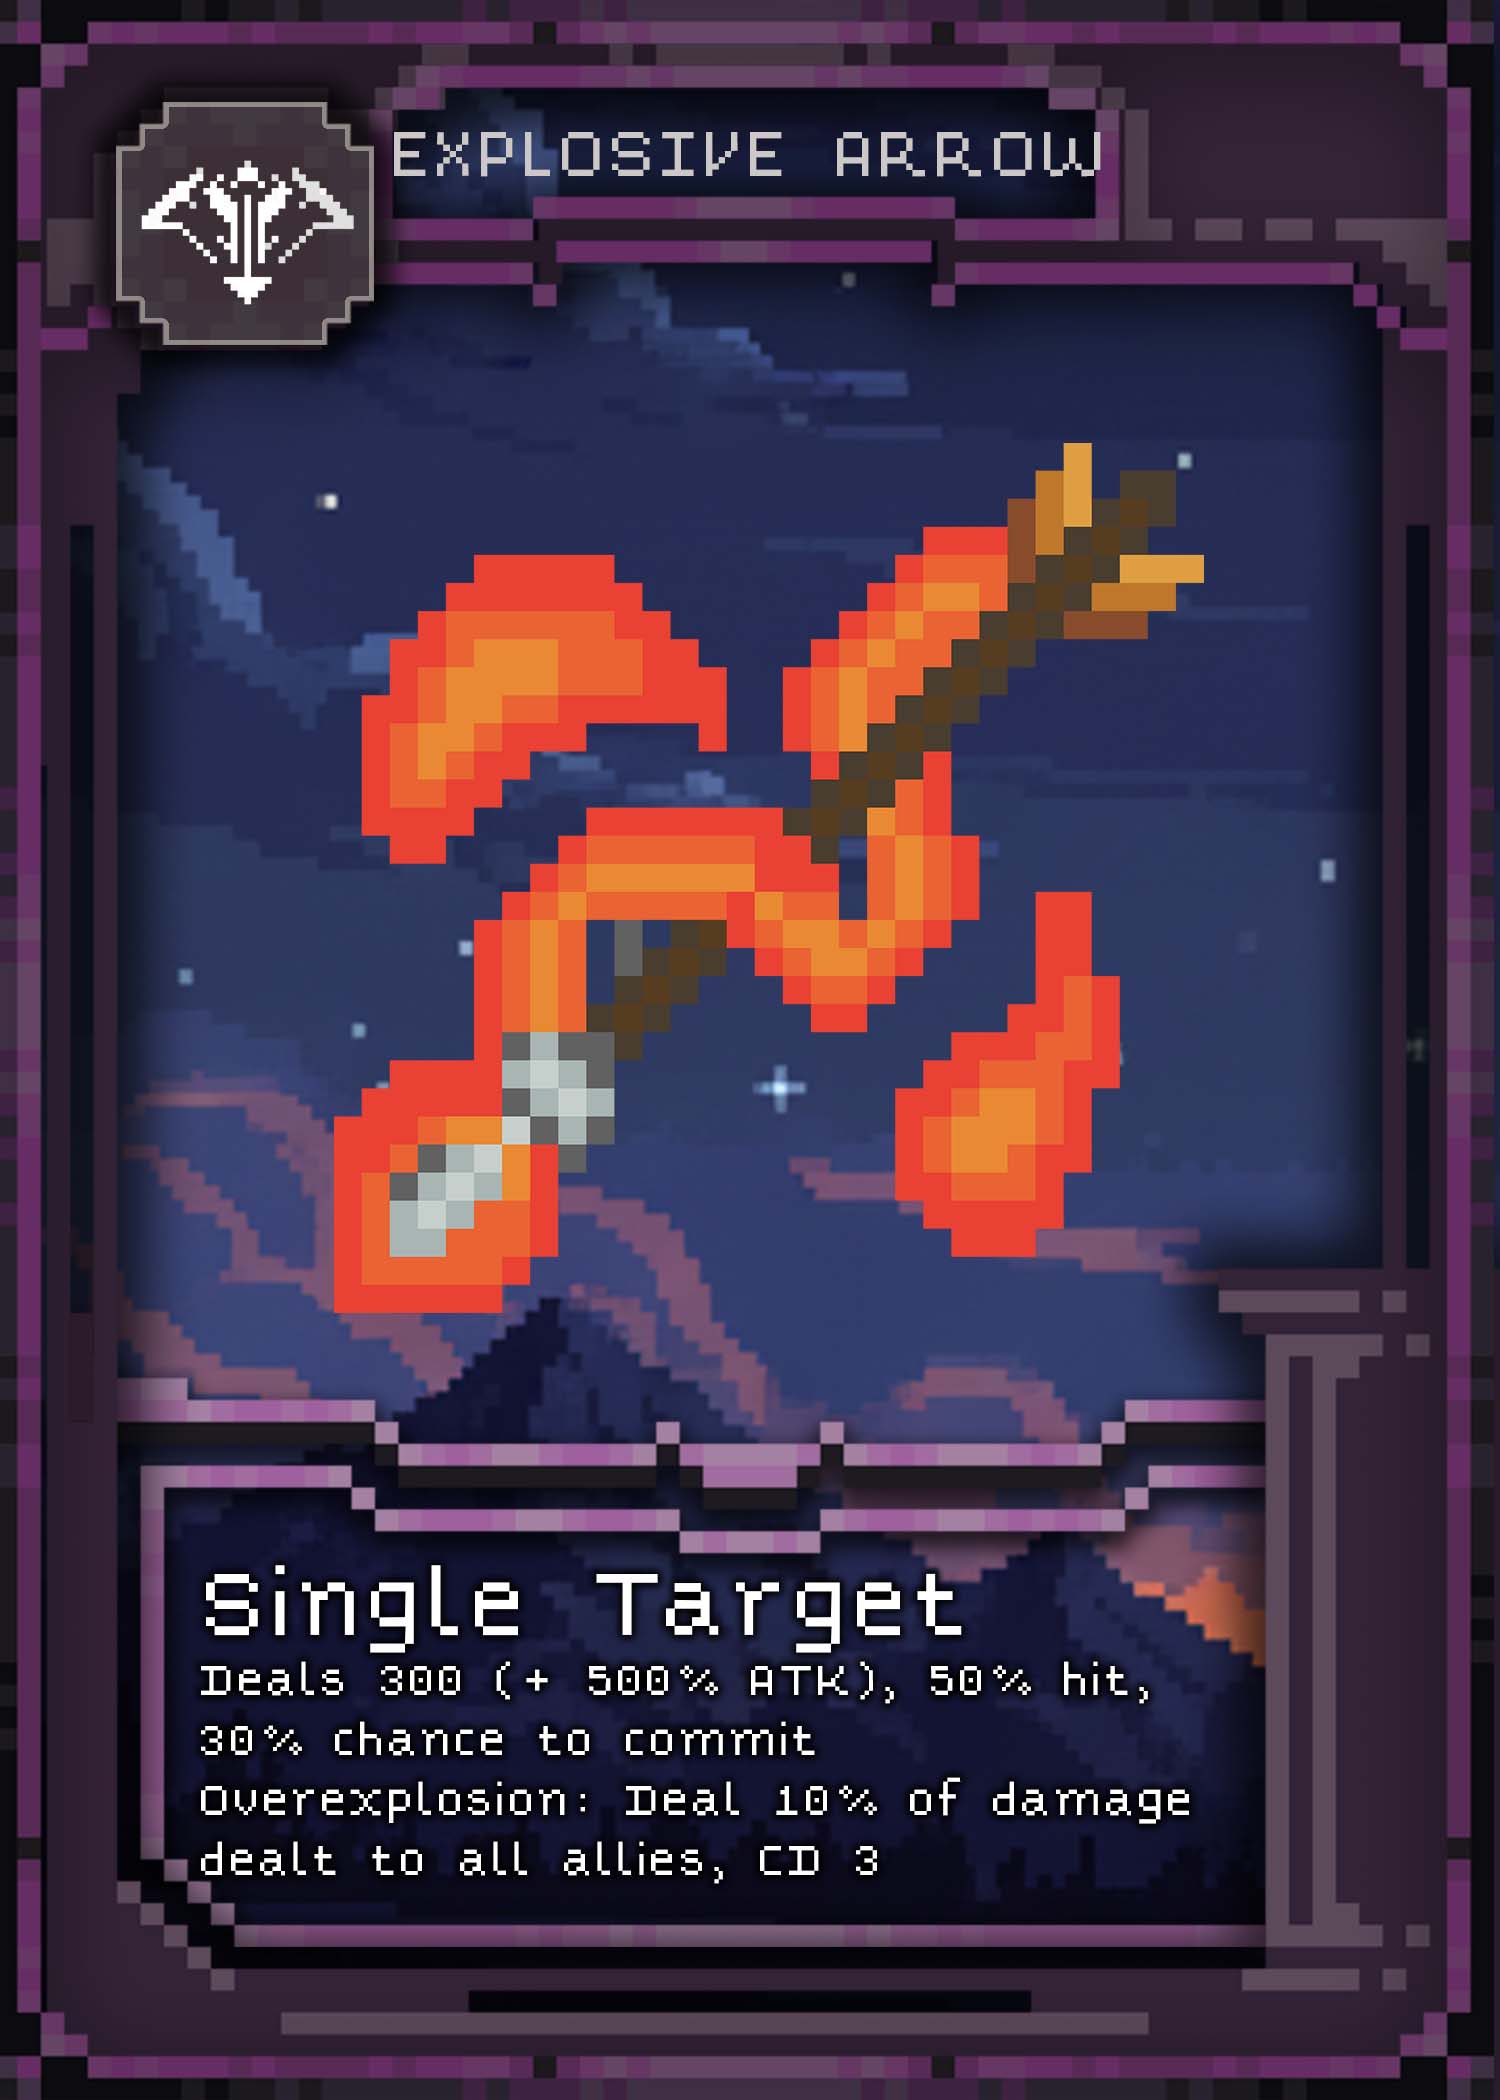 EXPLOSIVE ARROW
Single Target
Deals 300 (+ 500% ATK), 50% hit,
30% chance to commit
Overexplosion: Deal 10% of damage
dealt to all allies, CD 3